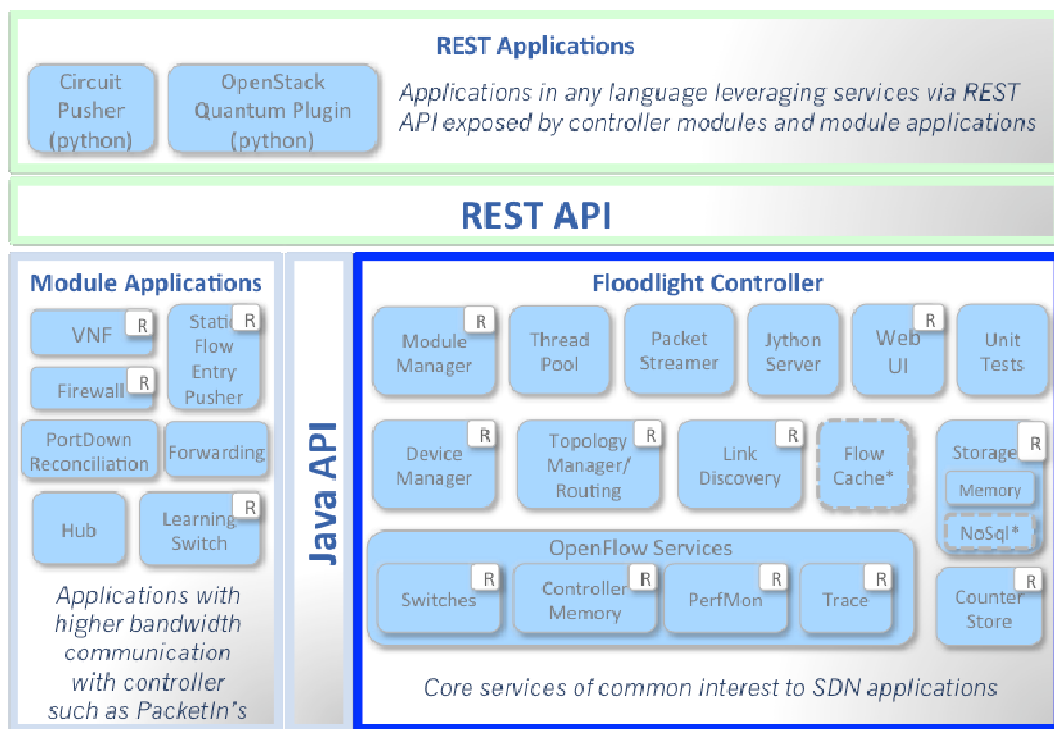 REST Applications
Circuit
Pusher
(python)
OpenStack
Quantum Plugin
(python)
Applications in any language leveraging services via REST
API exposed by controller modules and module applications
REST API
Module Applications
VNF
R
Static
Flow
Entry
Pusher
R
Firewall
R
PortDown
Reconciliation
Forwarding
Hub
Learning
Switch
R
Applications with
higher bandwidth
communication
with controller
such as PacketIn's
Java API
Floodlight Controller
Module
Manager
R
Thread
Pool
Packet
Streamer
Jython
Server
Web
UI
R
Unit
Tests
Device
Manager
R
Topology
Manager/
Routing
R
Link
Discovery
R
Flow
Cache*
Storage
R
Memory
NoSql*
OpenFlow Services
Switches
R
Controller
Memory
R
PerfMon
R
Trace
R
Counter
Store
R
Core services of common interest to SDN applications